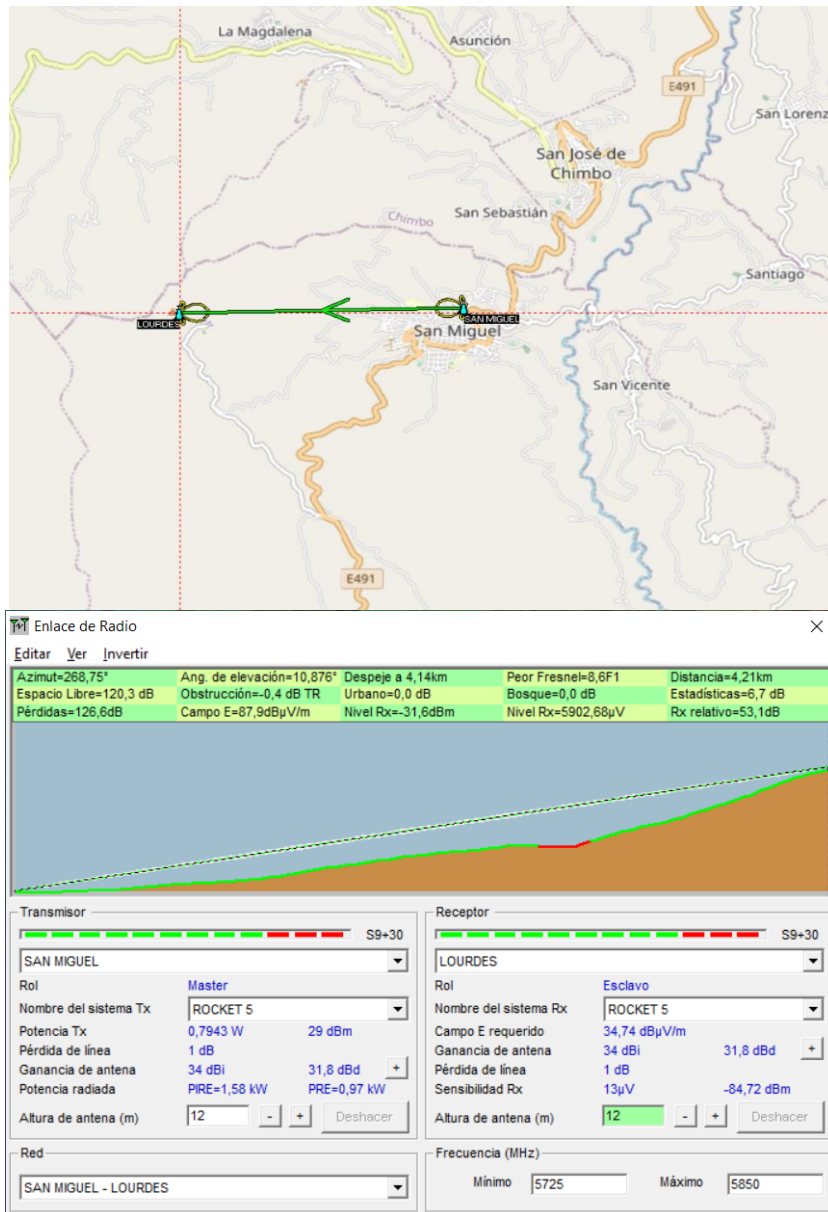 La Magdalena
Asunción
E491
San Lorenz
San José de
Chimbo
San Sebastián
Chimbo
Santiago
LOURDES
SAN MIGUEL
San Miguel
San Vicente
E491
Enlace de Radio
Editar Ver Invertir
Azimut=268,75° Ang. de elevación=10,876° Despeje a 4,14km Peor Fresnel=8,6F1 Distancia=4,21km
Espacio Libre=120,3 dB Obstrucción=-0,4 dB TR Urbano=0,0 dB Bosque=0,0 dB Estadísticas=6,7 dB
Pérdidas=126,6dB Campo E=87,9dBµV/m Nivel Rx=-31,6dBm Nivel Rx=5902,68µV Rx relativo=53,1dB
Transmisor
S9+30
SAN MIGUEL
Rol Master
Nombre del sistema Tx ROCKET 5
Potencia Tx 0,7943 W 29 dBm
Pérdida de línea 1 dB
Ganancia de antena 34 dBi 31,8 dBd +
Potencia radiada PIRE=1,58 kW PRE=0,97 kW
Altura de antena (m) 12 - + Deshacer
Red
SAN MIGUEL - LOURDES
Receptor
S9+30
LOURDES
Rol Esclavo
Nombre del sistema Rx ROCKET 5
Campo E requerido 34,74 dBµV/m
Ganancia de antena 34 dBi 31,8 dBd +
Pérdida de línea 1 dB
Sensibilidad Rx 13µV -84,72 dBm
Altura de antena (m) 12 - + Deshacer
Frecuencia (MHz)
Mínimo 5725 Máximo 5850